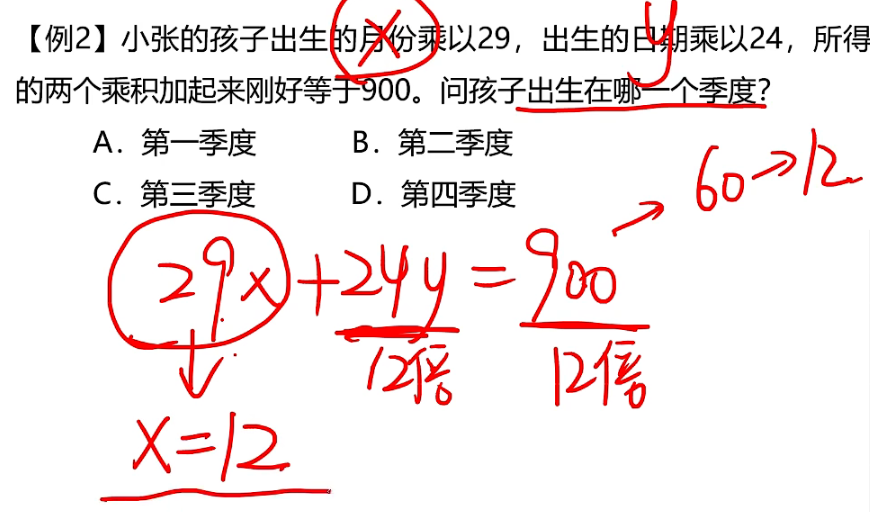 【例2】小张的孩子出生的月份乘以29，出生的日期乘以24，所得
的两个乘积加起来刚好等于900。问孩子出生在哪一个季度？
A．第一季度 B．第二季度
C．第三季度 D．第四季度
x
y
60→12
29x+24y=900
12倍 12倍
x=12